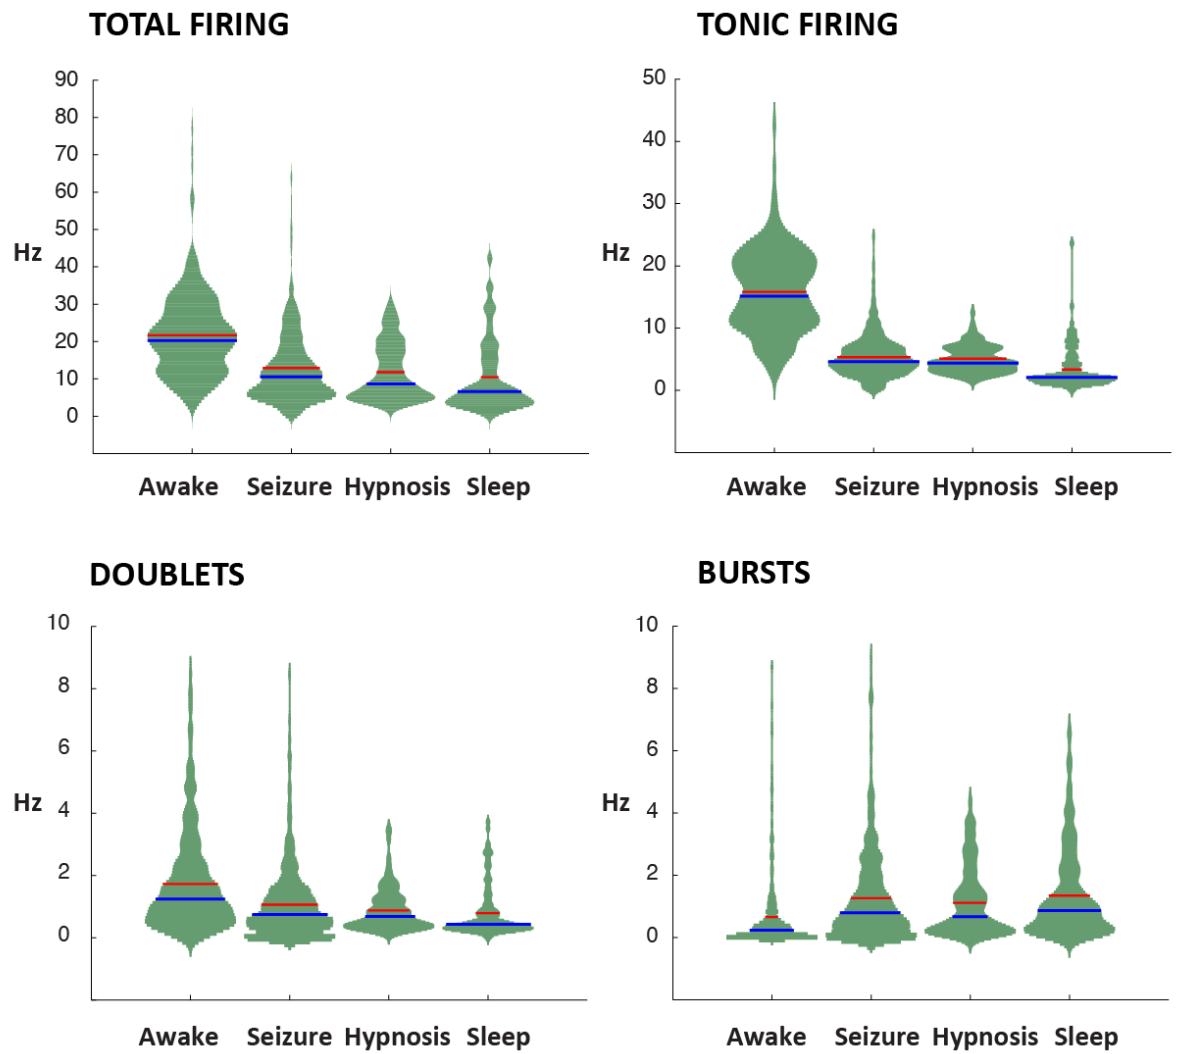 TOTAL FIRING
90
80
70
60
50
Hz
40
30
20
10
0
Awake Seizure Hypnosis Sleep
TONIC FIRING
50
40
30
Hz
20
10
0
Awake Seizure Hypnosis Sleep
DOUBLETS
10
8
6
Hz
4
2
0
Awake Seizure Hypnosis Sleep
BURSTS
10
8
6
Hz
4
2
0
Awake Seizure Hypnosis Sleep